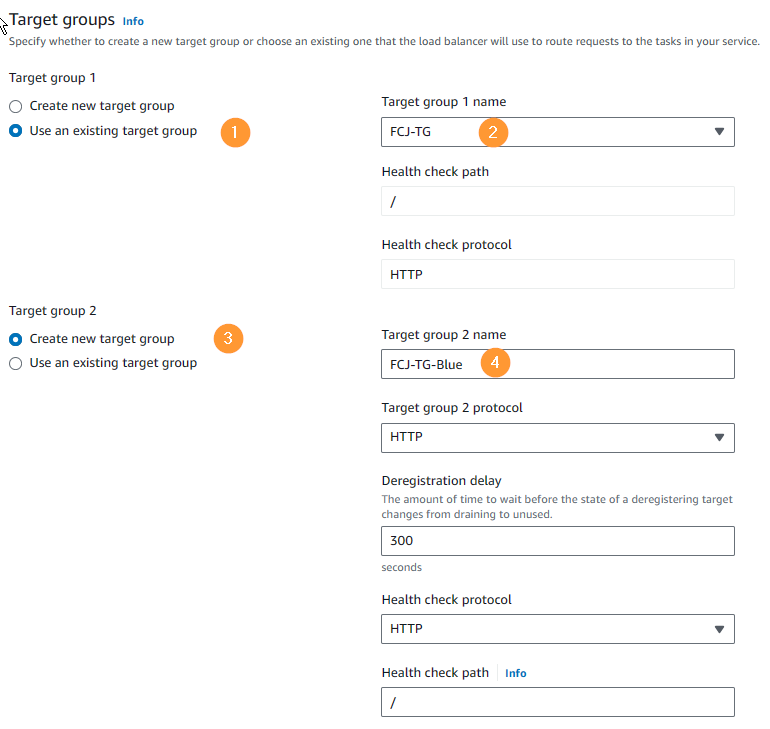 Target groups Info
Specify whether to create a new target group or choose an existing one that the load balancer will use to route requests to the tasks in your service.
Target group 1
Create new target group
Use an existing target group
1
Target group 1 name
FCJ-TG
2
Health check path
/
Health check protocol
HTTP
Target group 2
Create new target group
3
Use an existing target group
Target group 2 name
FCJ-TG-Blue
4
Target group 2 protocol
HTTP
Deregistration delay
The amount of time to wait before the state of a deregistering target
changes from draining to unused.
300
seconds
Health check protocol
HTTP
Health check path Info
/